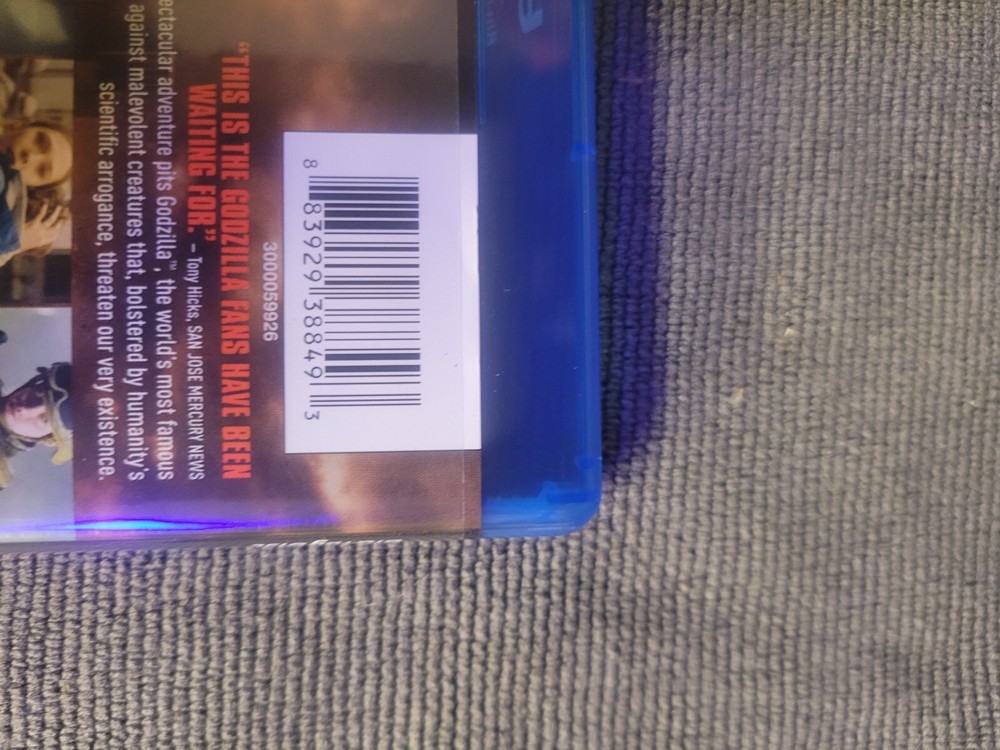 "THIS IS THE GODZILLA FANS HAVE BEEN
WAITING FOR." – Tony Hicks, SAN JOSE MERCURY NEWS
adventure pits Godzilla™, the world's most famous
against malevolent creatures that, bolstered by humanity's
scientific arrogance, threaten our very existence.
3000059926
8 83929 38849 3